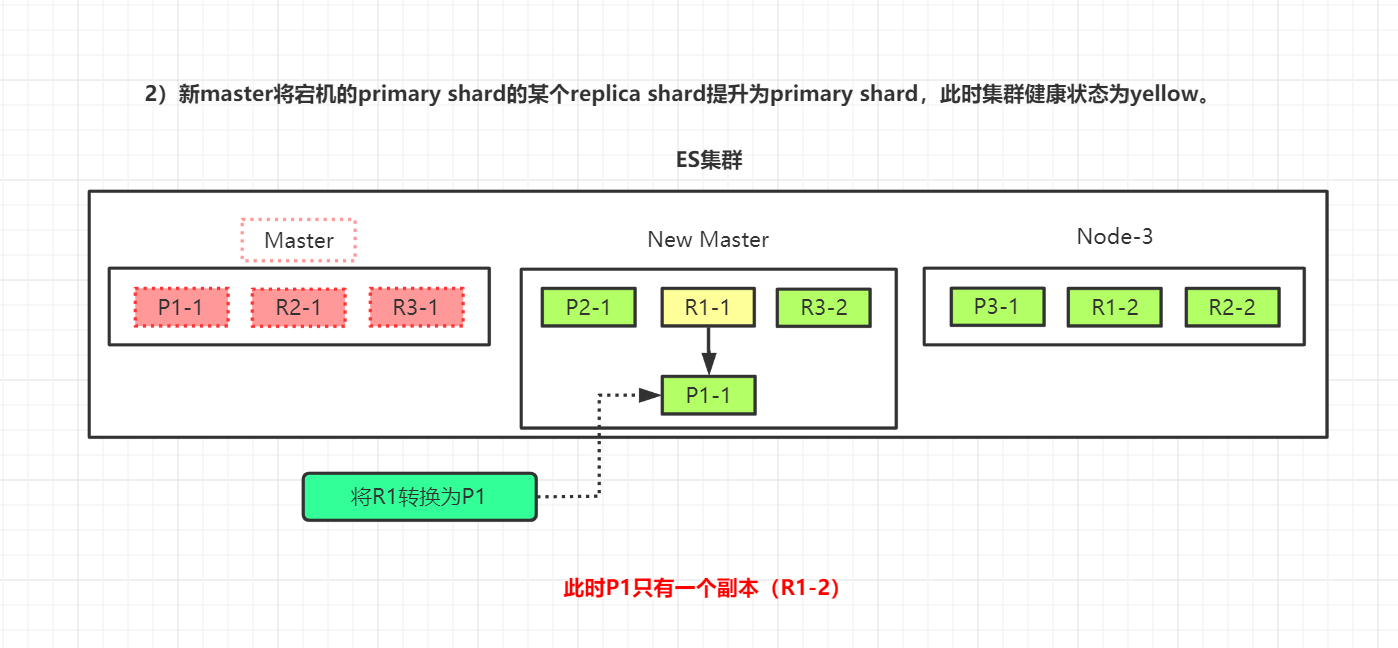 2）新master将宕机的primary shard的某个replica shard提升为primary shard，此时集群健康状态为yellow。
ES集群
Master
New Master
Node-3
P1-1 R2-1 R3-1
P2-1 R1-1 R3-2
P3-1 R1-2 R2-2
P1-1
将R1转换为P1
此时P1只有一个副本（R1-2）